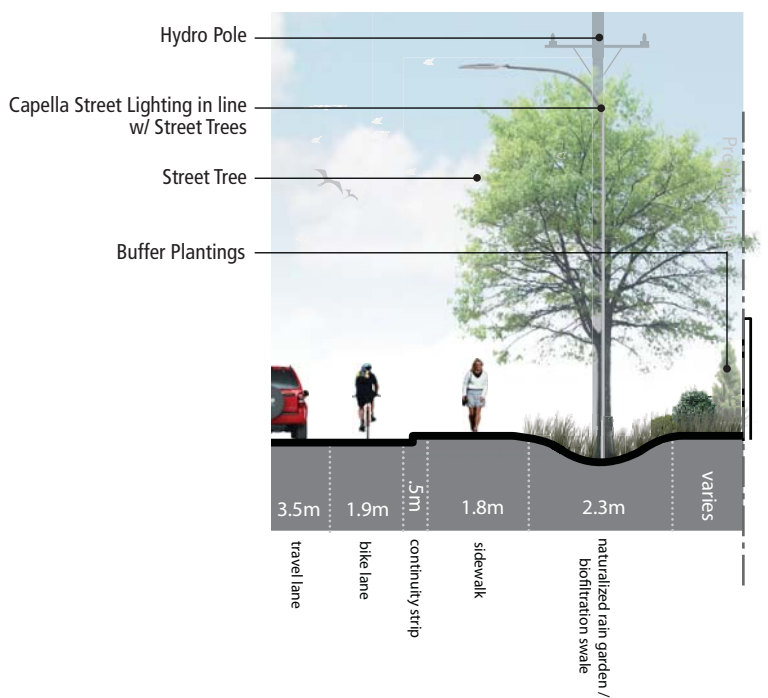 Hydro Pole
Capella Street Lighting in line
w/ Street Trees
Street Tree
Buffer Plantings
3.5m
1.9m
.5m
1.8m
2.3m
varies
travel lane
bike lane
continuity strip
sidewalk
naturalized rain garden /
biofiltration swale